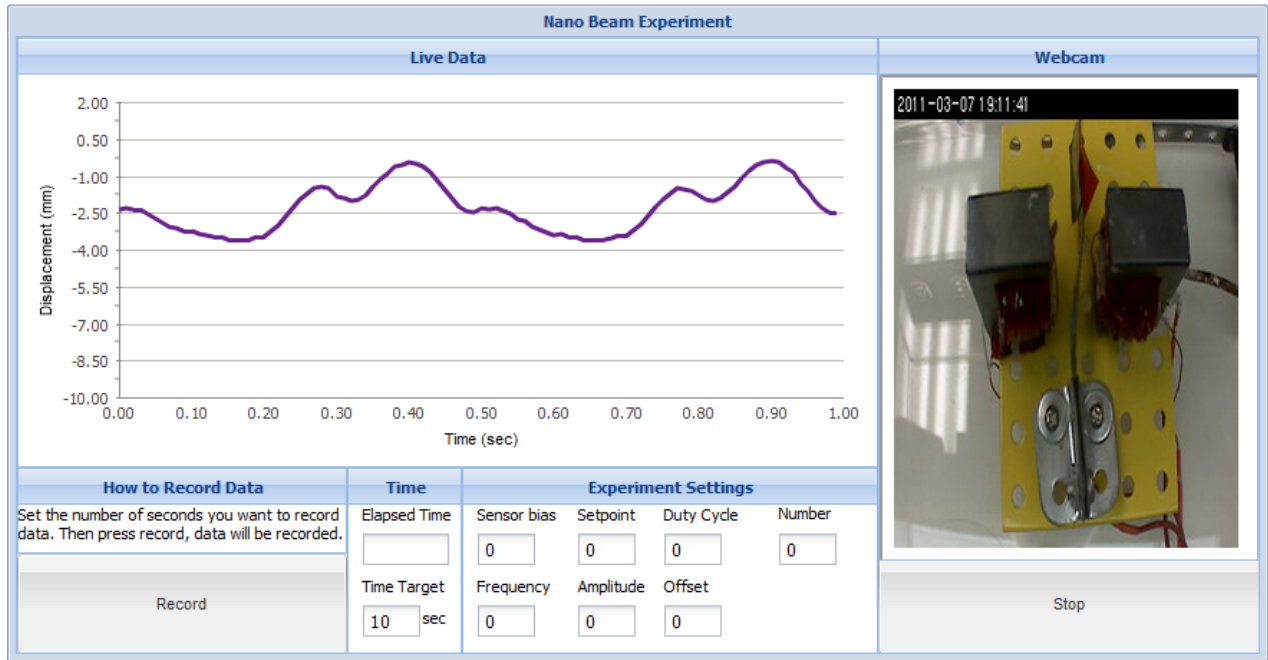 Nano Beam Experiment
Live Data
Webcam
2.00
0.50
-1.00
-2.50
-4.00
-5.50
-7.00
-8.50
-10.00
Displacement (mm)
0.00 0.10 0.20 0.30 0.40 0.50 0.60 0.70 0.80 0.90 1.00
Time (sec)
2011-03-07 19:11:41
How to Record Data
Set the number of seconds you want to record
data. Then press record, data will be recorded.
Record
Time
Elapsed Time
Time Target
10 sec
Experiment Settings
Sensor bias Setpoint Duty Cycle Number
0 0 0 0
Frequency Amplitude Offset
0 0 0
Stop